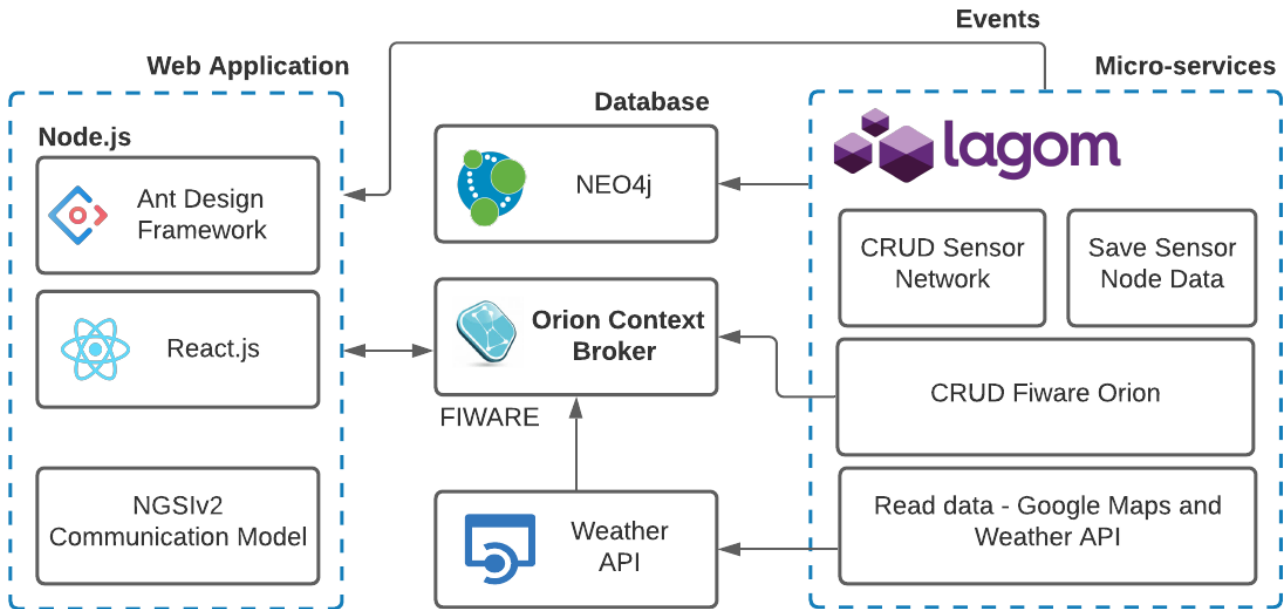 Events
Web Application
Micro-services
Database
Node.js
lagom
Ant Design
Framework
NEO4j
CRUD Sensor
Network
Save Sensor
Node Data
React.js
Orion Context
Broker
CRUD Fiware Orion
FIWARE
NGSIv2
Communication Model
Weather
API
Read data - Google Maps and
Weather API